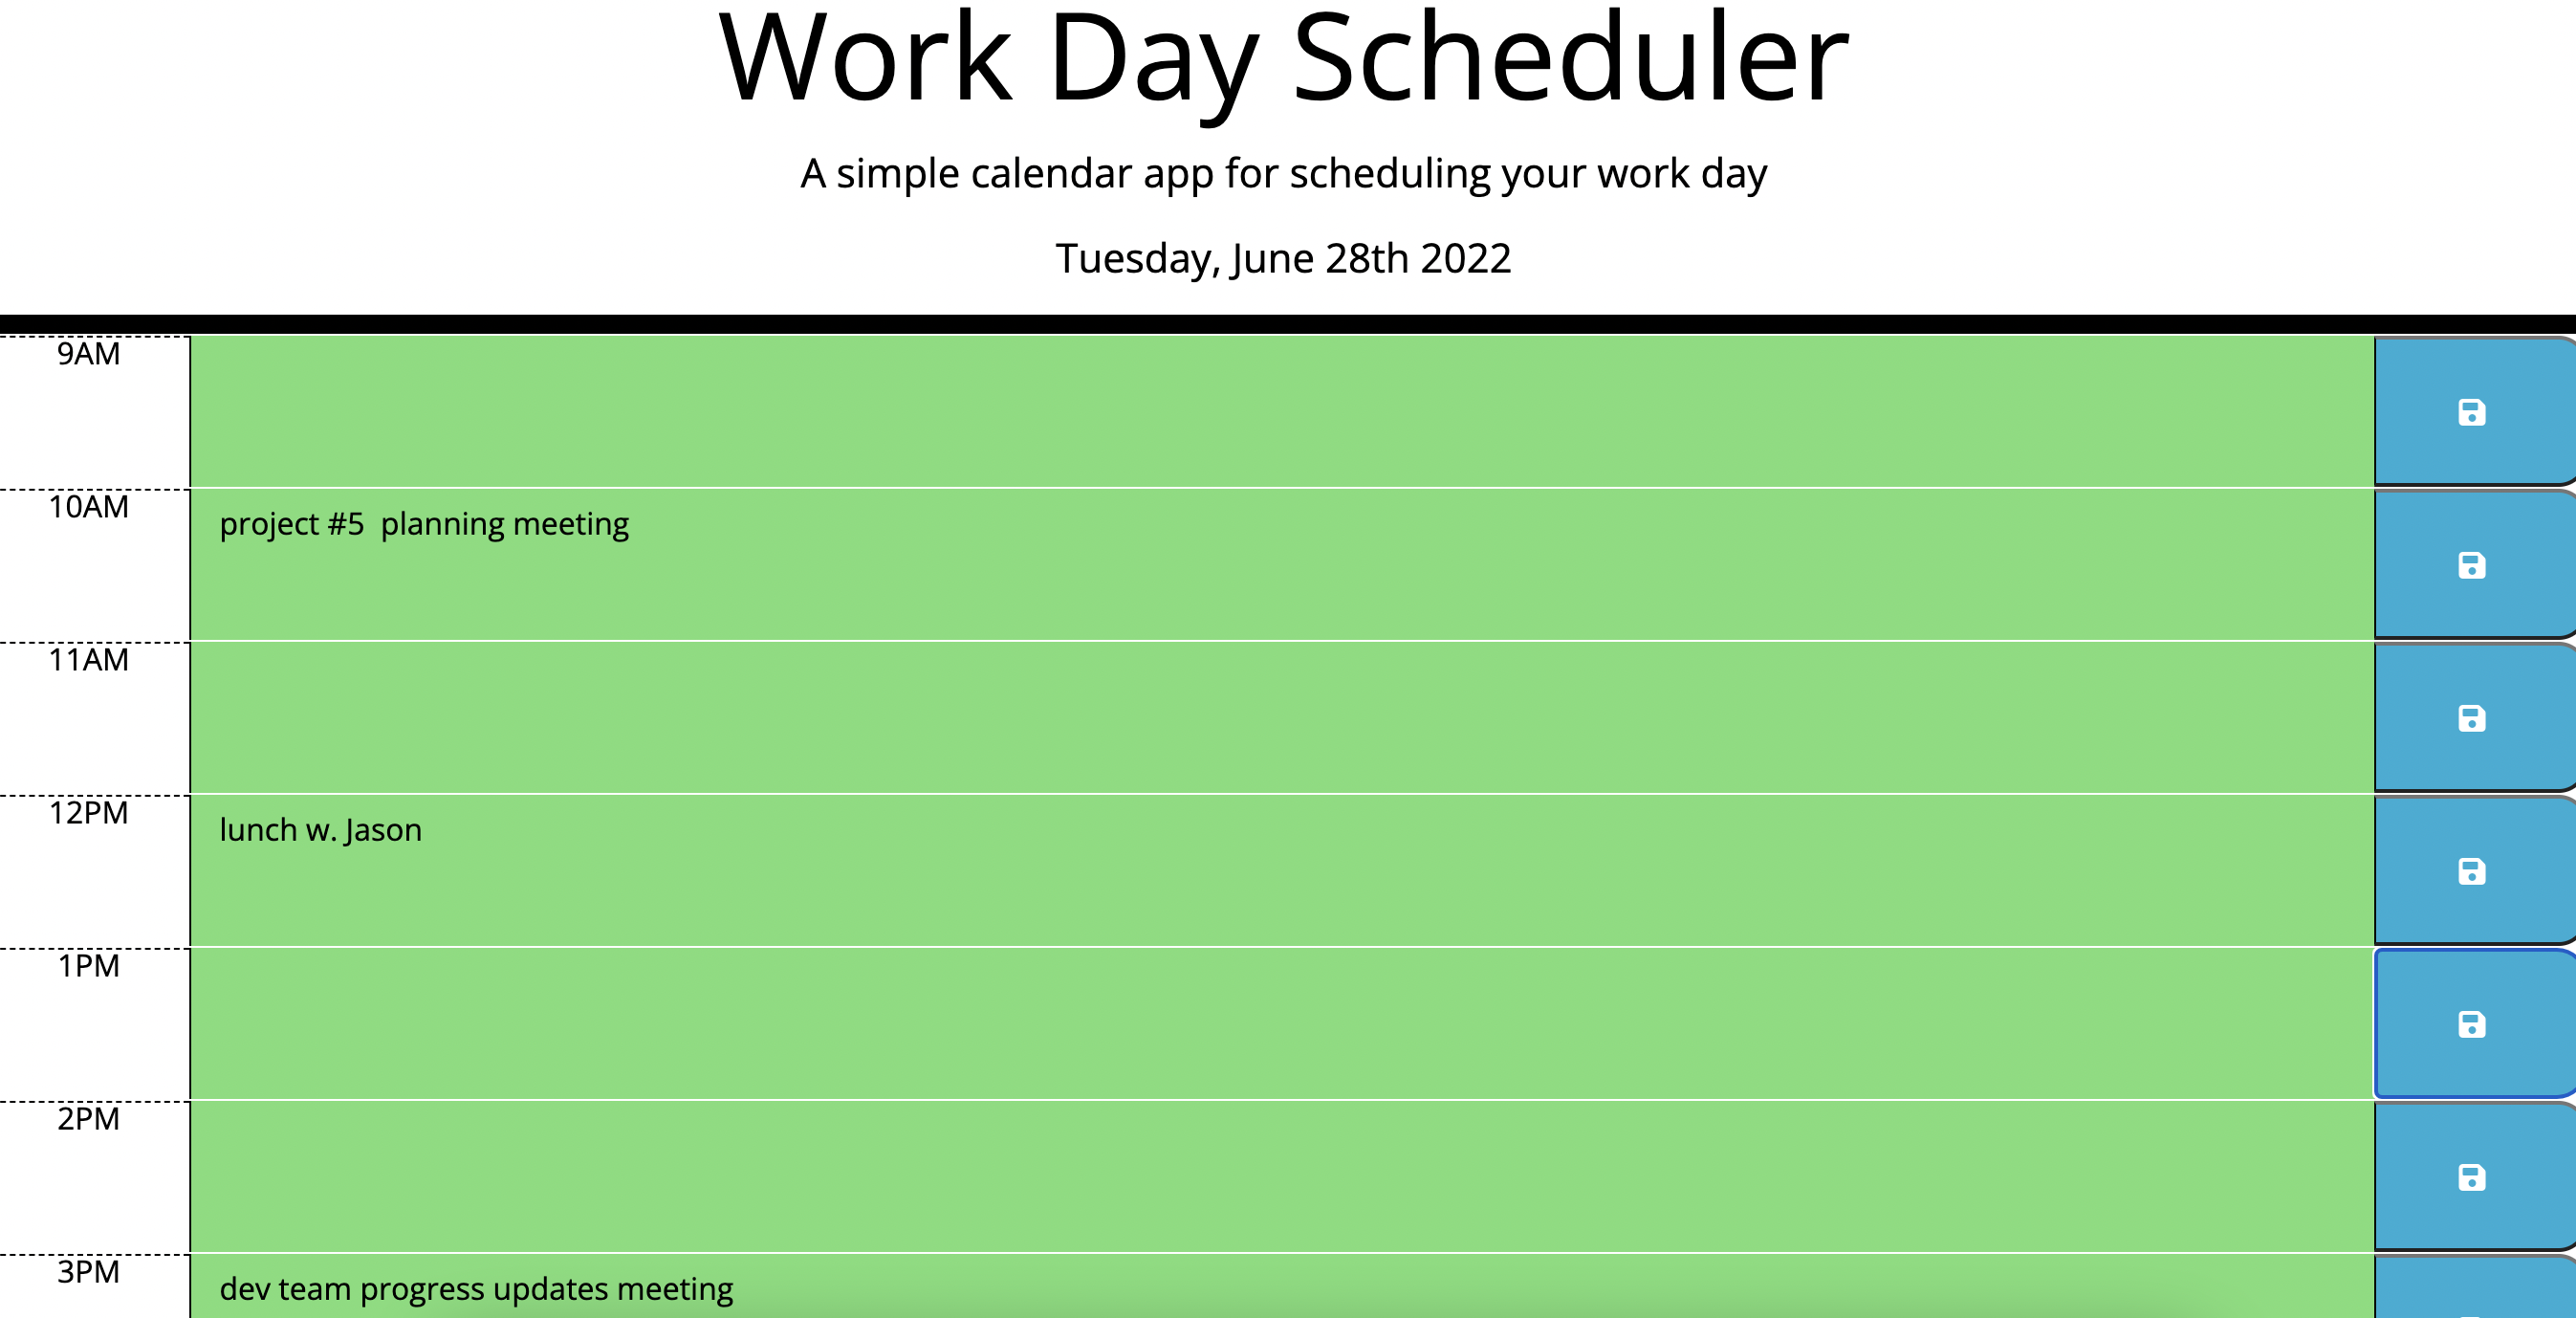 Work Day Scheduler
A simple calendar app for scheduling your work day
Tuesday, June 28th 2022
9AM
10AM
project #5  planning meeting
11AM
12PM
lunch w. Jason
1PM
2PM
3PM
dev team progress updates meeting